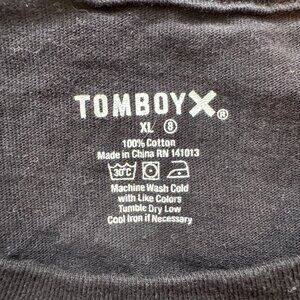 TOMBOYX®
XL 8
100% Cotton
Made in China RN 141013
30°C
Machine Wash Cold
with Like Colors
Tumble Dry Low
Cool Iron if Necessary